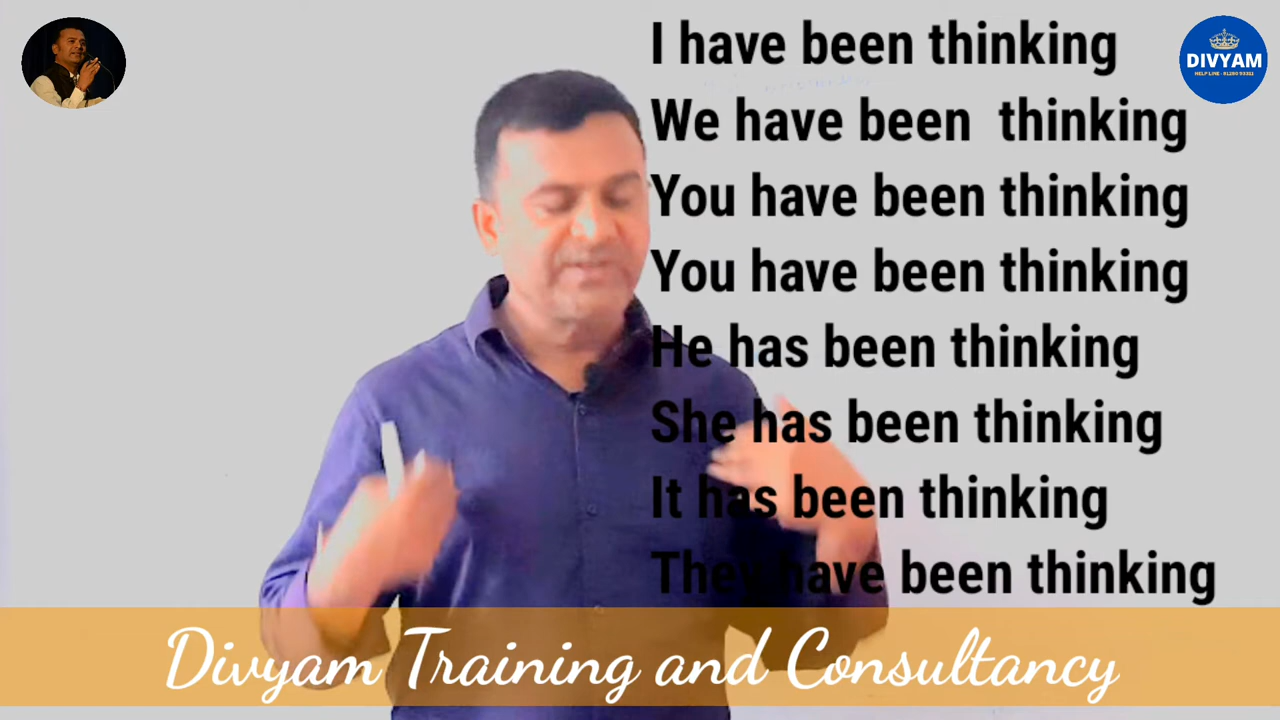 I have been thinking
We have been thinking
You have been thinking
You have been thinking
He has been thinking
She has been thinking
It has been thinking
They have been thinking
DIVYAM
Divyam Training and Consultancy